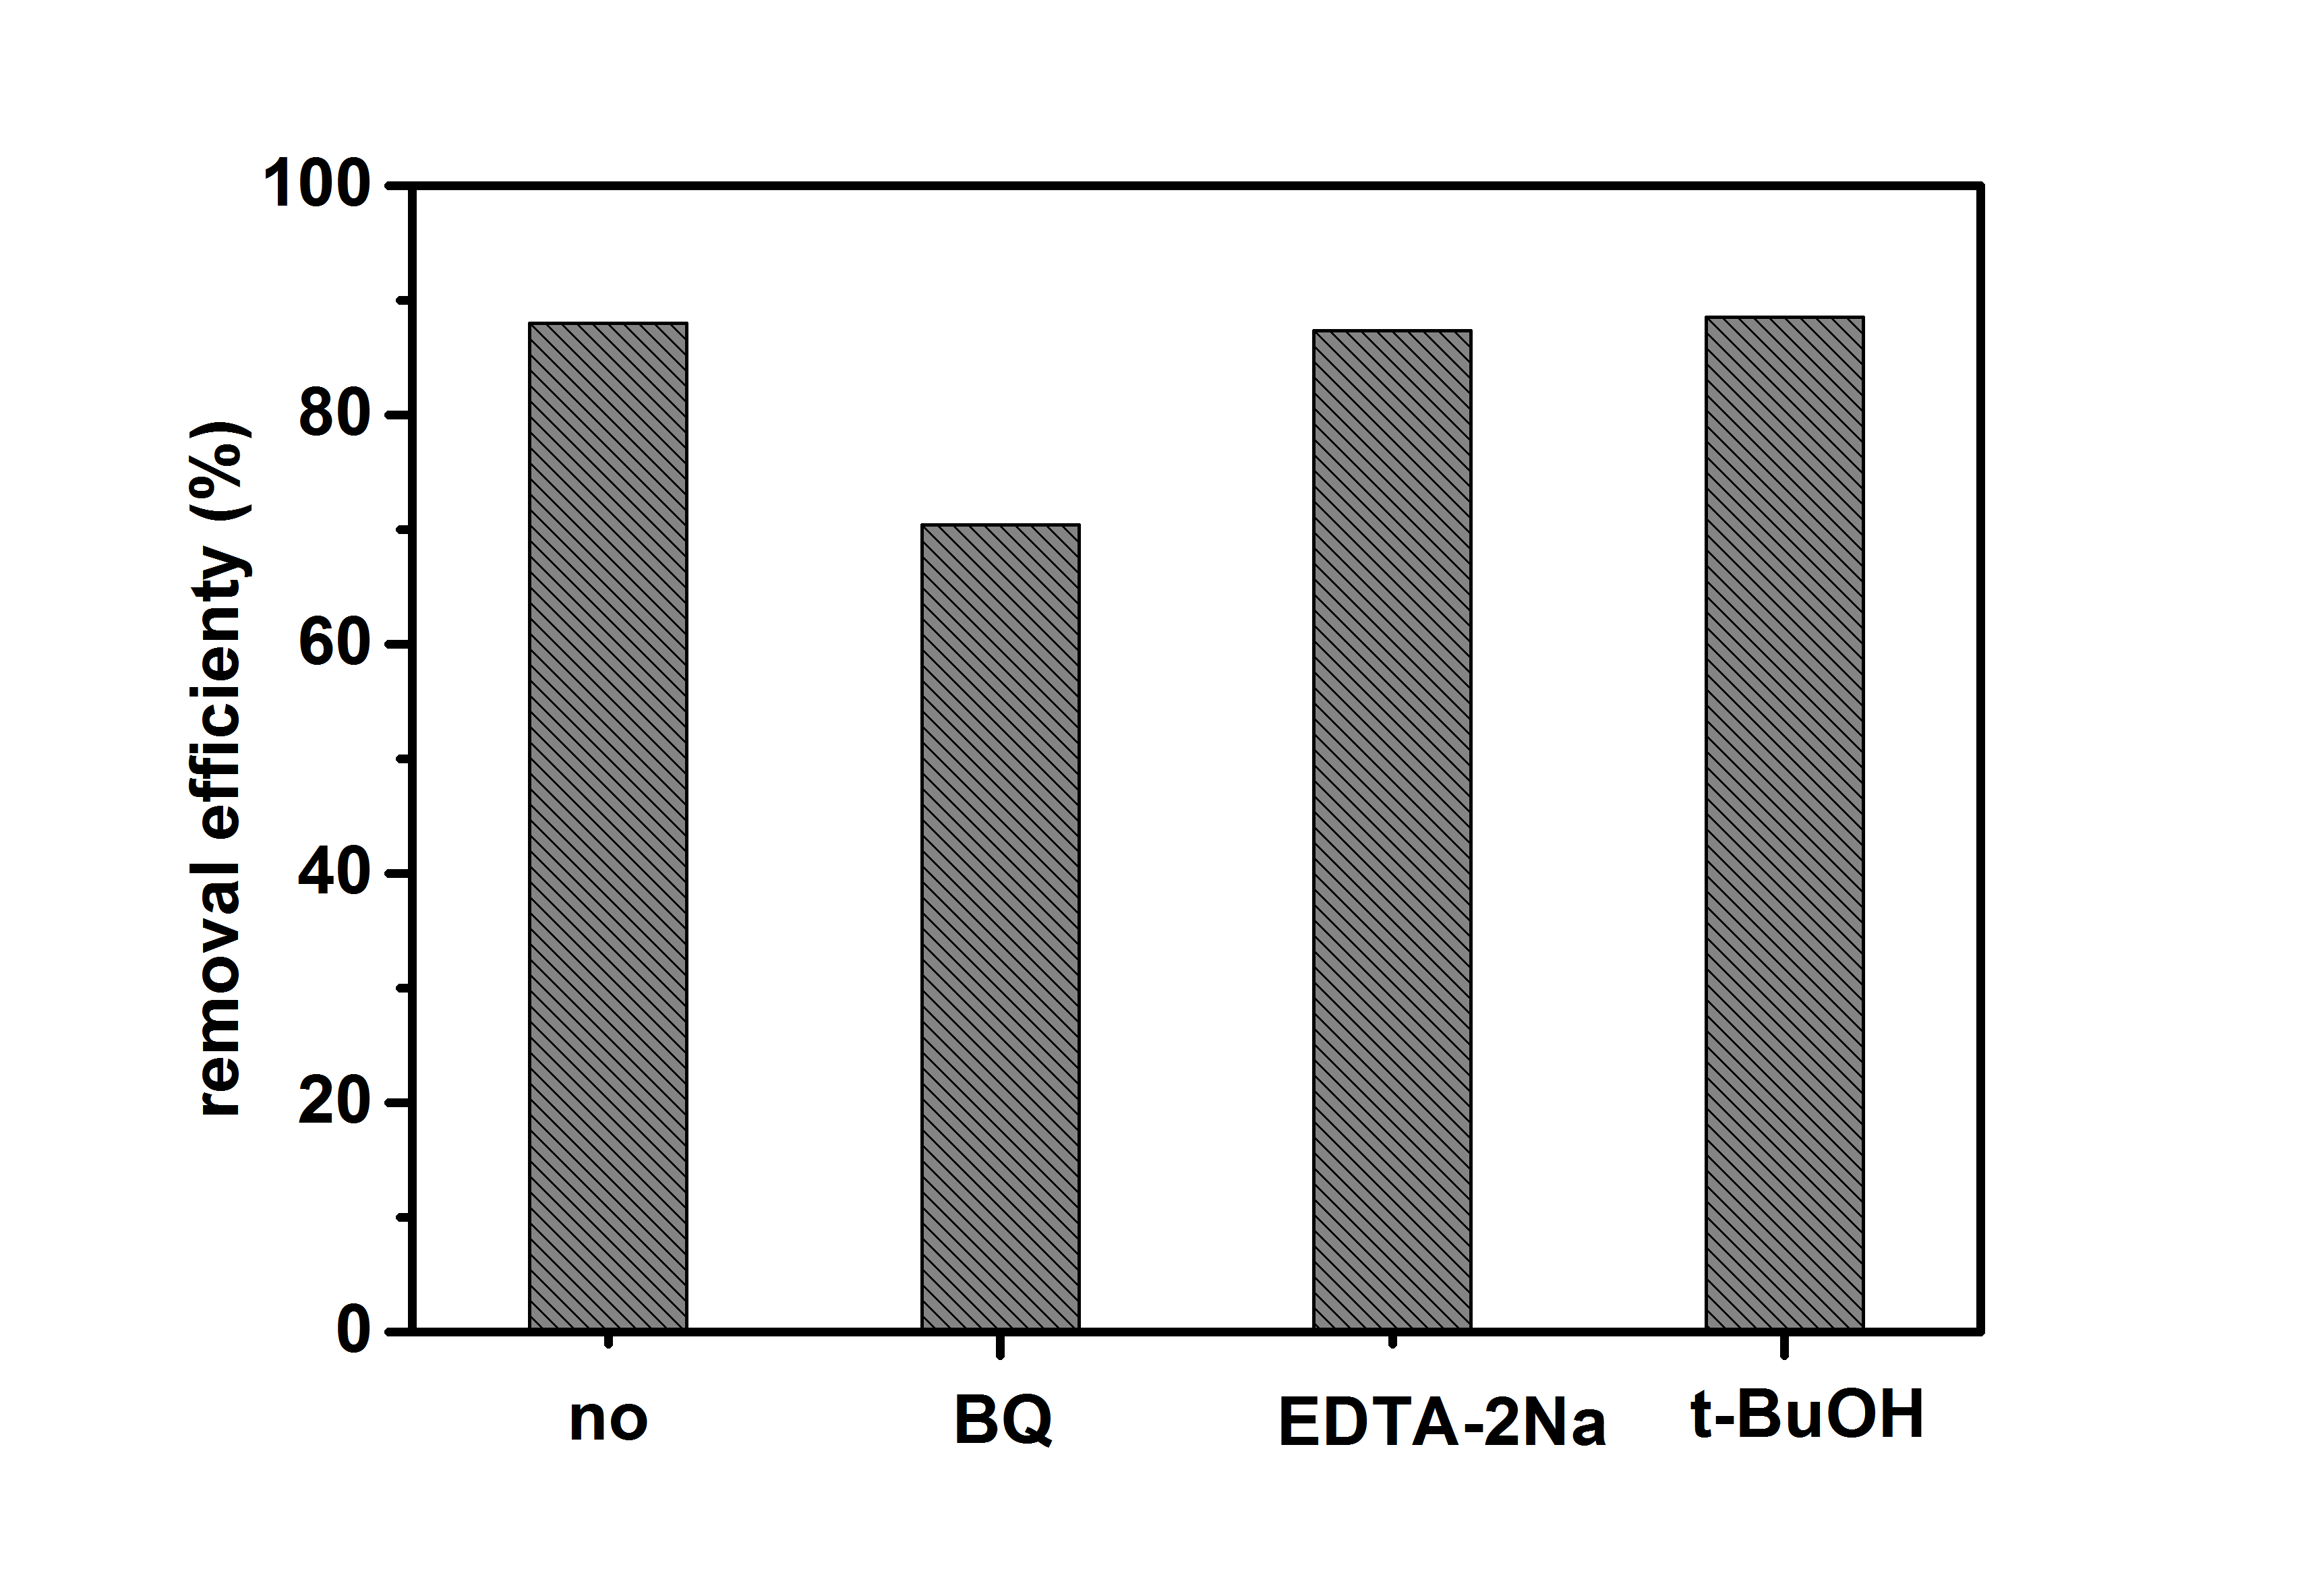 100
80
60
40
20
0
removal efficienty (%)
no
BQ
EDTA-2Na
t-BuOH